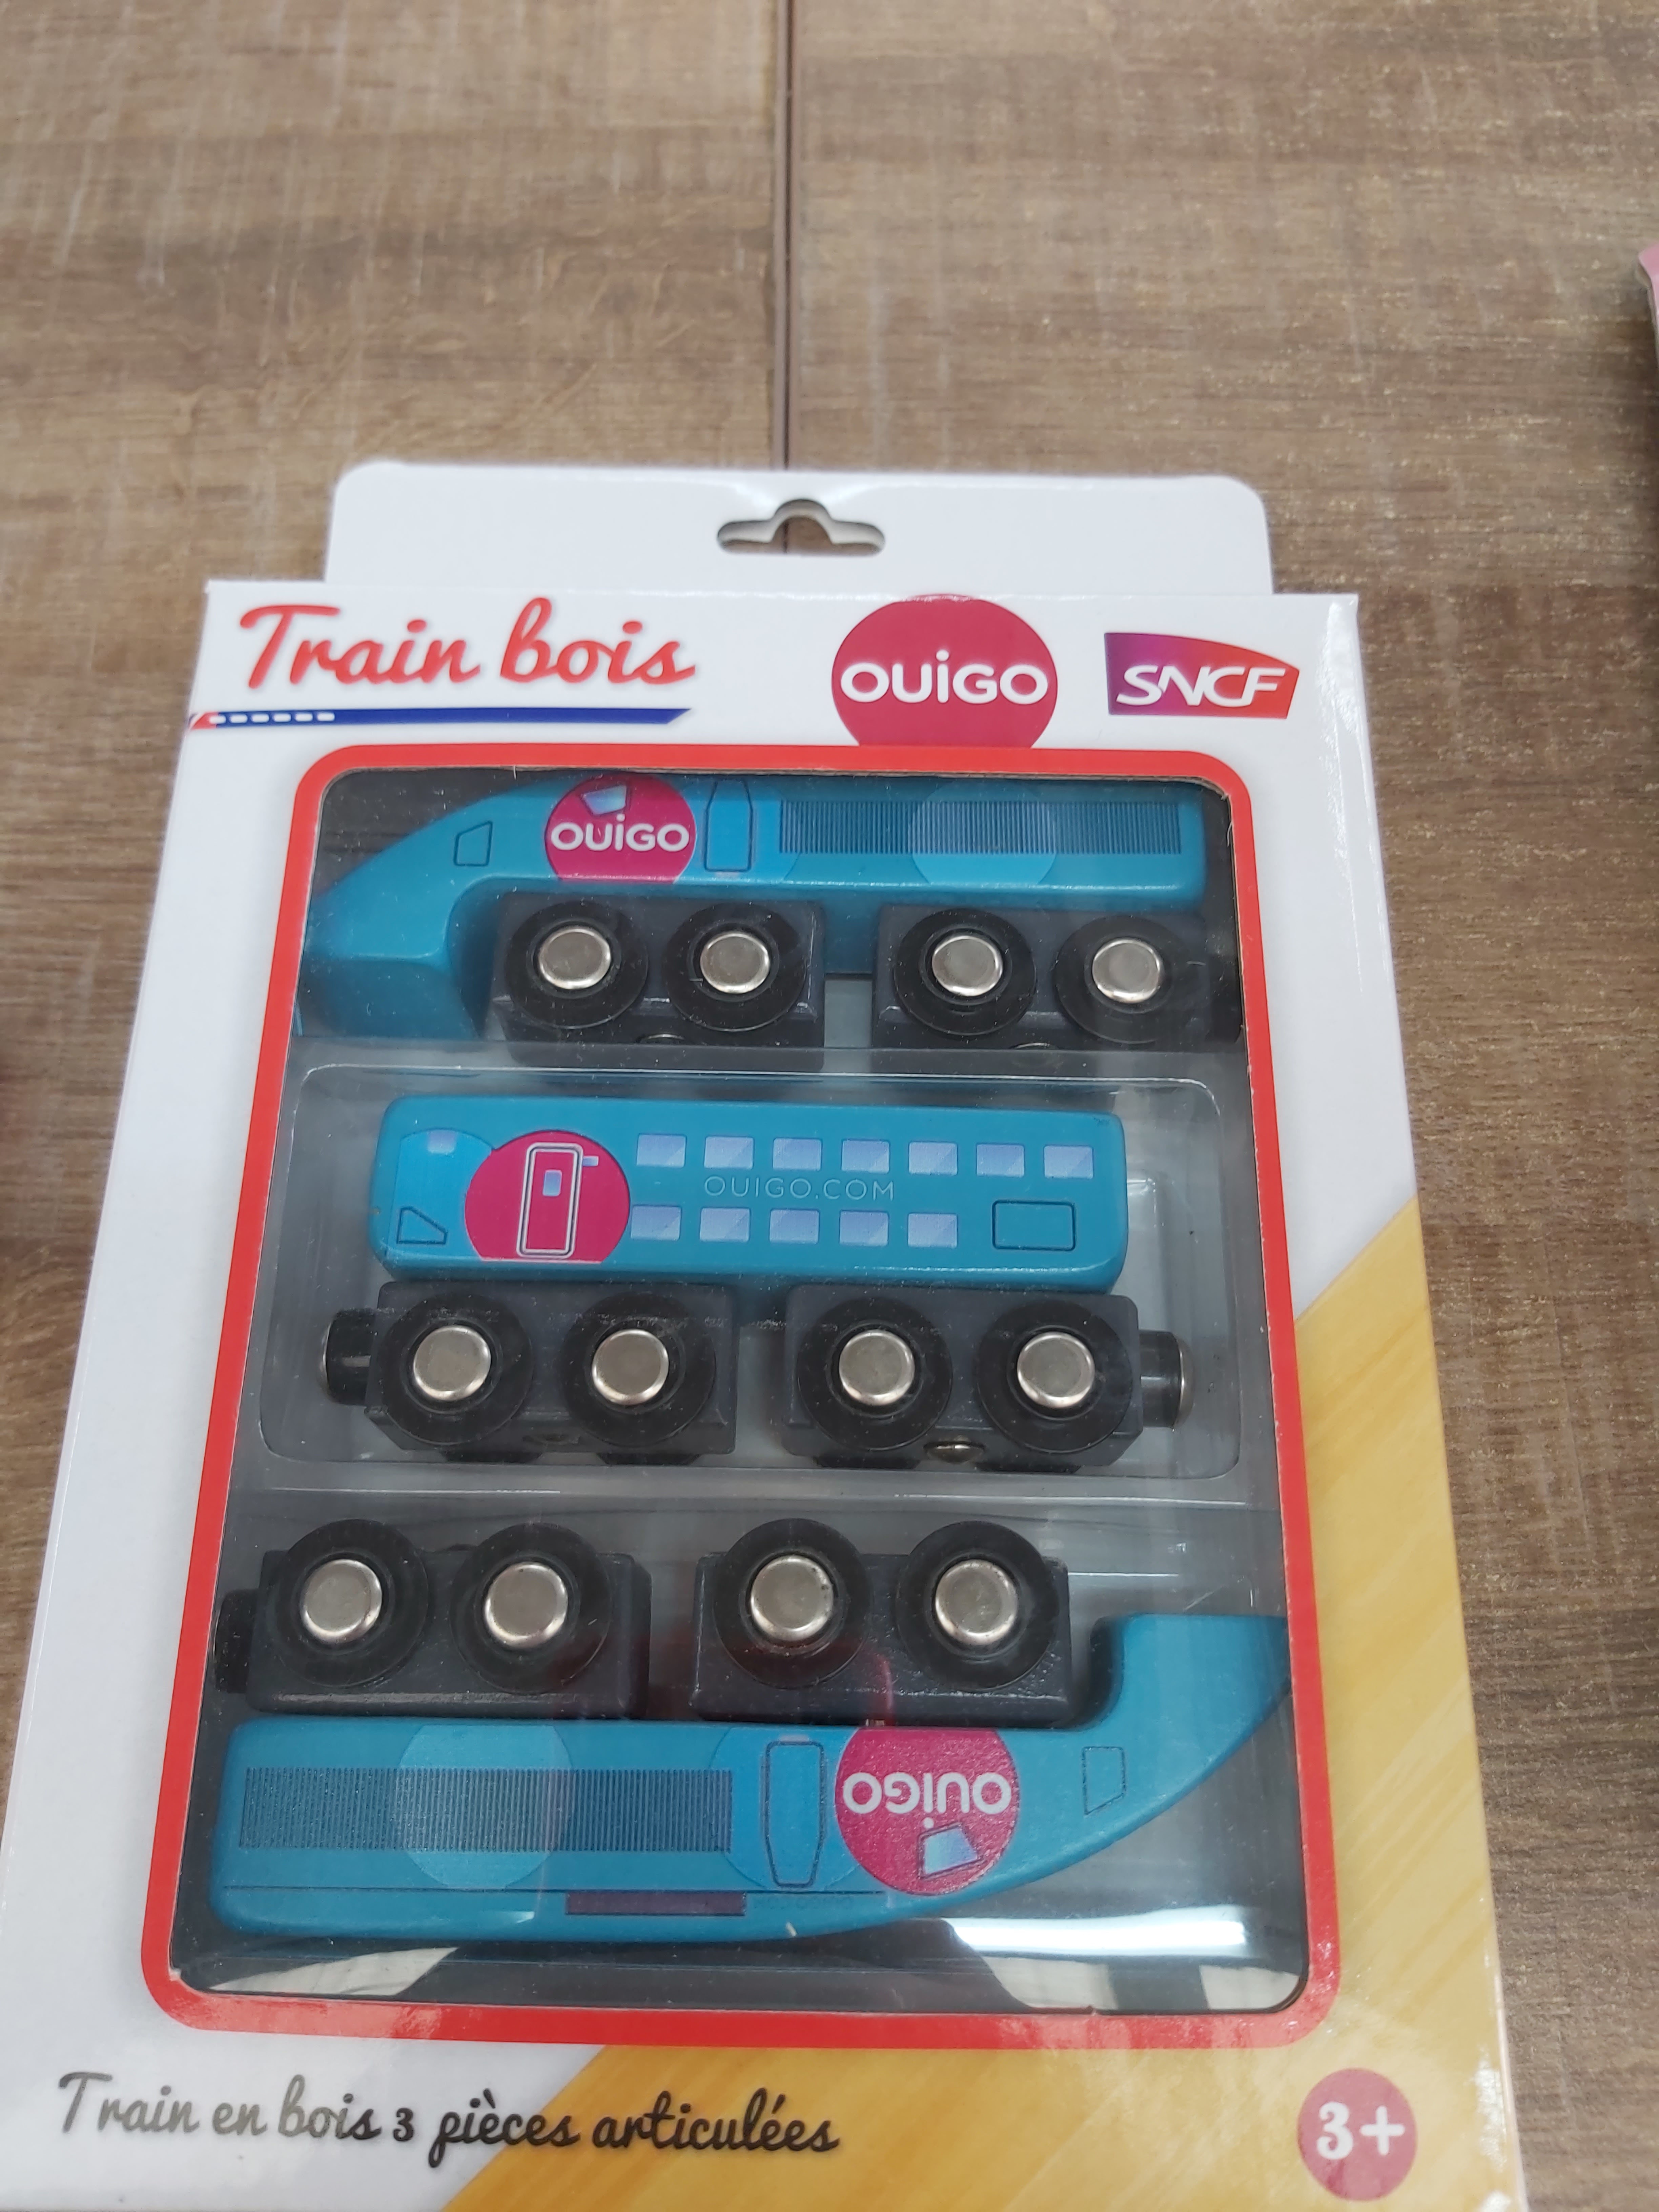 Train bois
OUiGO
SNCF
OUiGO
OUIGO.COM
OUiGO
Train en bois 3 pièces articulées
3+